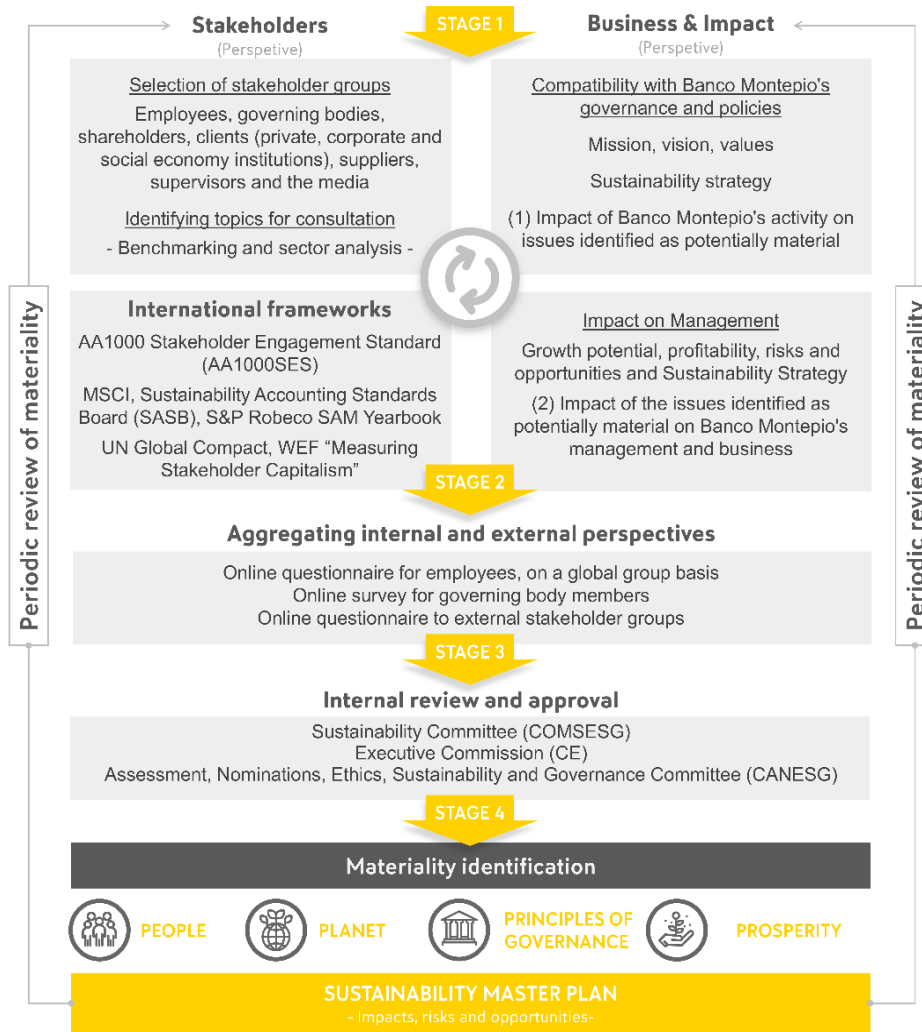 STAGE 1
Stakeholders
(Perspetive)
Selection of stakeholder groups
Employees, governing bodies,
shareholders, clients (private, corporate and
social economy institutions), suppliers,
supervisors and the media
Identifying topics for consultation
- Benchmarking and sector analysis -
Business & Impact
(Perspetive)
Compatibility with Banco Montepio's
governance and policies
Mission, vision, values
Sustainability strategy
(1) Impact of Banco Montepio's activity on
issues identified as potentially material
International frameworks
AA1000 Stakeholder Engagement Standard
(AA1000SES)
MSCI, Sustainability Accounting Standards
Board (SASB), S&P Robeco SAM Yearbook
UN Global Compact, WEF “Measuring
Stakeholder Capitalism”
Impact on Management
Growth potential, profitability, risks and
opportunities and Sustainability Strategy
(2) Impact of the issues identified as
potentially material on Banco Montepio's
management and business
Periodic review of materiality
Periodic review of materiality
STAGE 2
Aggregating internal and external perspectives
Online questionnaire for employees, on a global group basis
Online survey for governing body members
Online questionnaire to external stakeholder groups
STAGE 3
Internal review and approval
Sustainability Committee (COMSESG)
Executive Commission (CE)
Assessment, Nominations, Ethics, Sustainability and Governance Committee (CANESG)
STAGE 4
Materiality identification
PEOPLE
PLANET
PRINCIPLES OF
GOVERNANCE
PROSPERITY
SUSTAINABILITY MASTER PLAN
- Impacts, risks and opportunities-